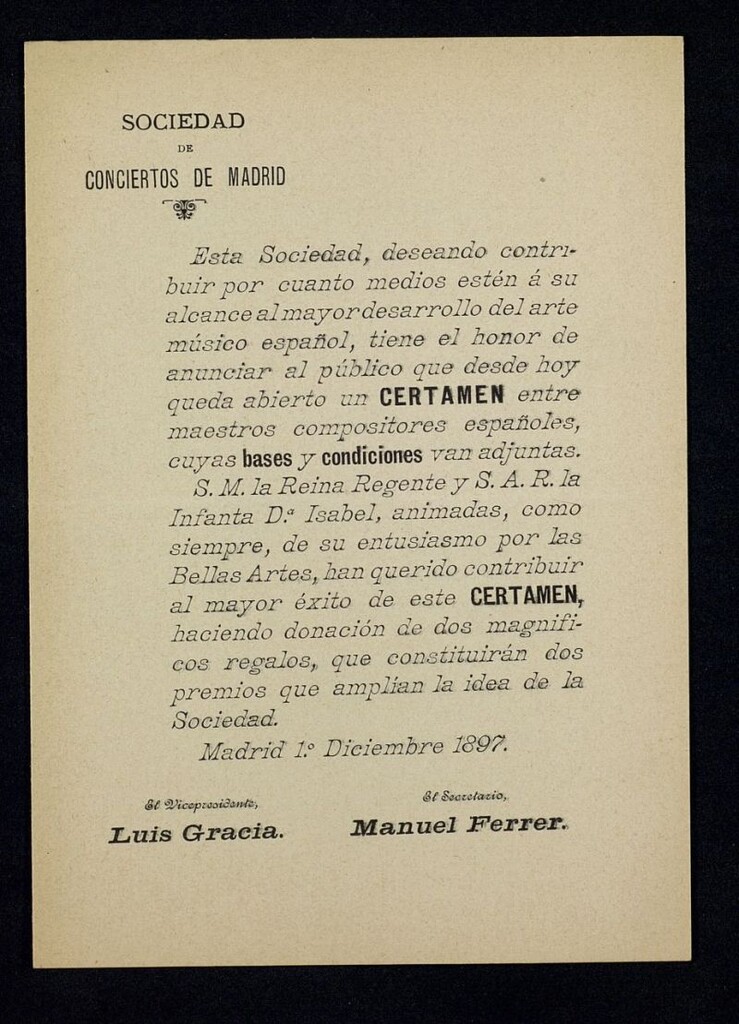 SOCIEDAD
DE
CONCIERTOS DE MADRID
Esta Sociedad, deseando contri-
buir por cuanto medios estén á su
alcance al mayor desarrollo del arte
músico español, tiene el honor de
anunciar al público que desde hoy
queda abierto un CERTAMEN entre
maestros compositores españoles,
cuyas bases y condiciones van adjuntas.
S. M. la Reina Regente y S. A. R. la
Infanta D.ª Isabel, animadas, como
siempre, de su entusiasmo por las
Bellas Artes, han querido contribuir
al mayor éxito de este CERTAMEN,
haciendo donación de dos magnífi-
cos regalos, que constituirán dos
premios que amplían la idea de la
Sociedad.
Madrid 1.º Diciembre 1897.
El Vicepresidente,
Luis Gracia.
El Secretario,
Manuel Ferrer.